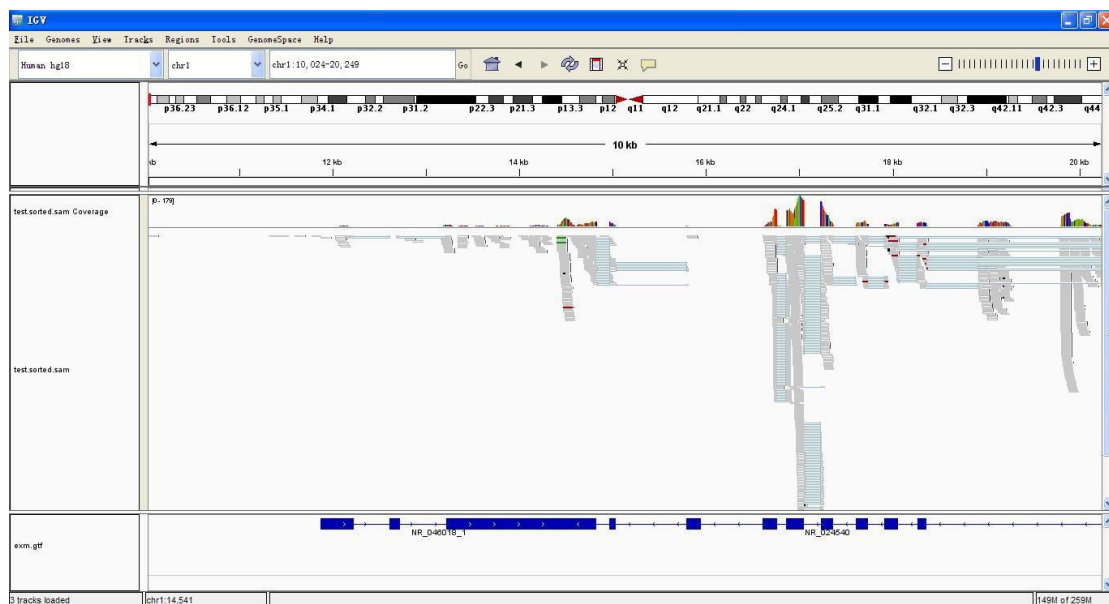 IGV
File Genomes View Tracks Regions Tools GenomeSpace Help
Human hg18 chr1 chr1:10,024-20,249 Go
p36.23 p36.12 p35.1 p34.1 p32.2 p31.2 p22.3 p21.3 p13.3 p12 q11 q12 q21.1 q22 q24.1 q25.2 q31.1 q32.1 q32.3 q42.11 q42.3 q44
10 kb
kb 12 kb 14 kb 16 kb 18 kb 20 kb
[0 - 179]
test.sorted.sam Coverage
test.sorted.sam
NR_046018_1 NR_024540
exm.gtf
3 tracks loaded chr1:14,541 149M of 259M